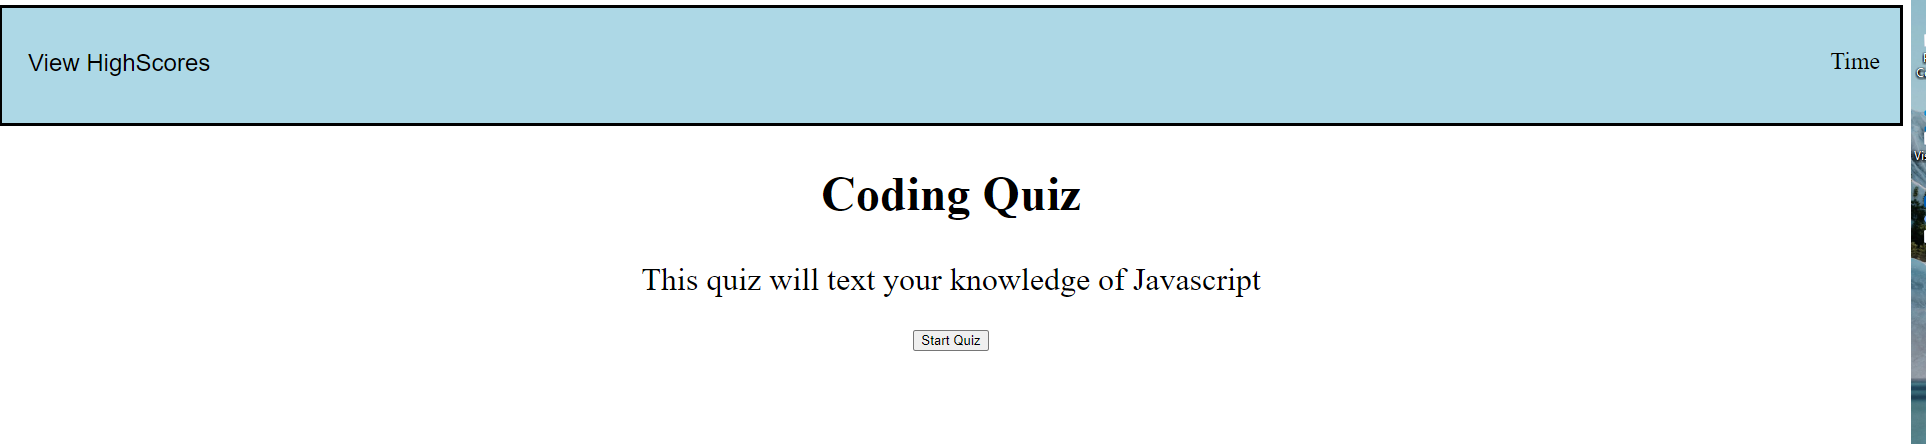 View HighScores
Time
Coding Quiz
This quiz will text your knowledge of Javascript
Start Quiz